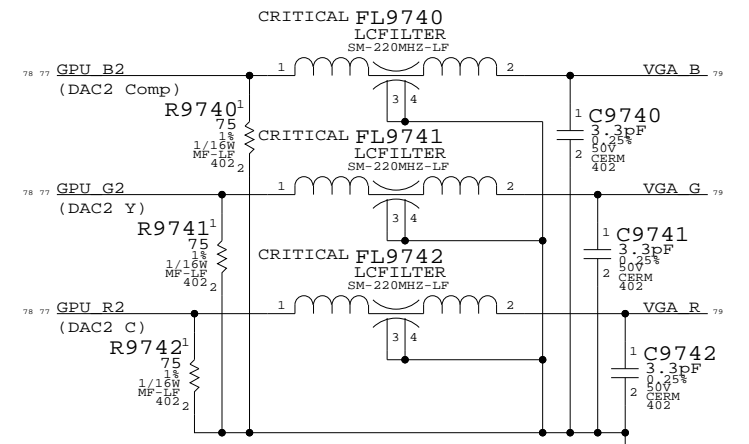 CRITICAL FL9740
LCFILTER
SM-220MHZ-LF
78 77 GPU_B2
1
2
VGA_B 79
(DAC2 Comp)
3 4
R9740
1
75
1%
1/16W
MF-LF
402
2
1
C9740
3.3pF
0.25%
50V
CERM
402
2
CRITICAL FL9741
LCFILTER
SM-220MHZ-LF
78 77 GPU_G2
1
2
VGA_G 79
(DAC2 Y)
3 4
R9741
1
75
1%
1/16W
MF-LF
402
2
1
C9741
3.3pF
0.25%
50V
CERM
402
2
CRITICAL FL9742
LCFILTER
SM-220MHZ-LF
78 77 GPU_R2
1
2
VGA_R 79
(DAC2 C)
3 4
R9742
1
75
1%
1/16W
MF-LF
402
2
1
C9742
3.3pF
0.25%
50V
CERM
402
2